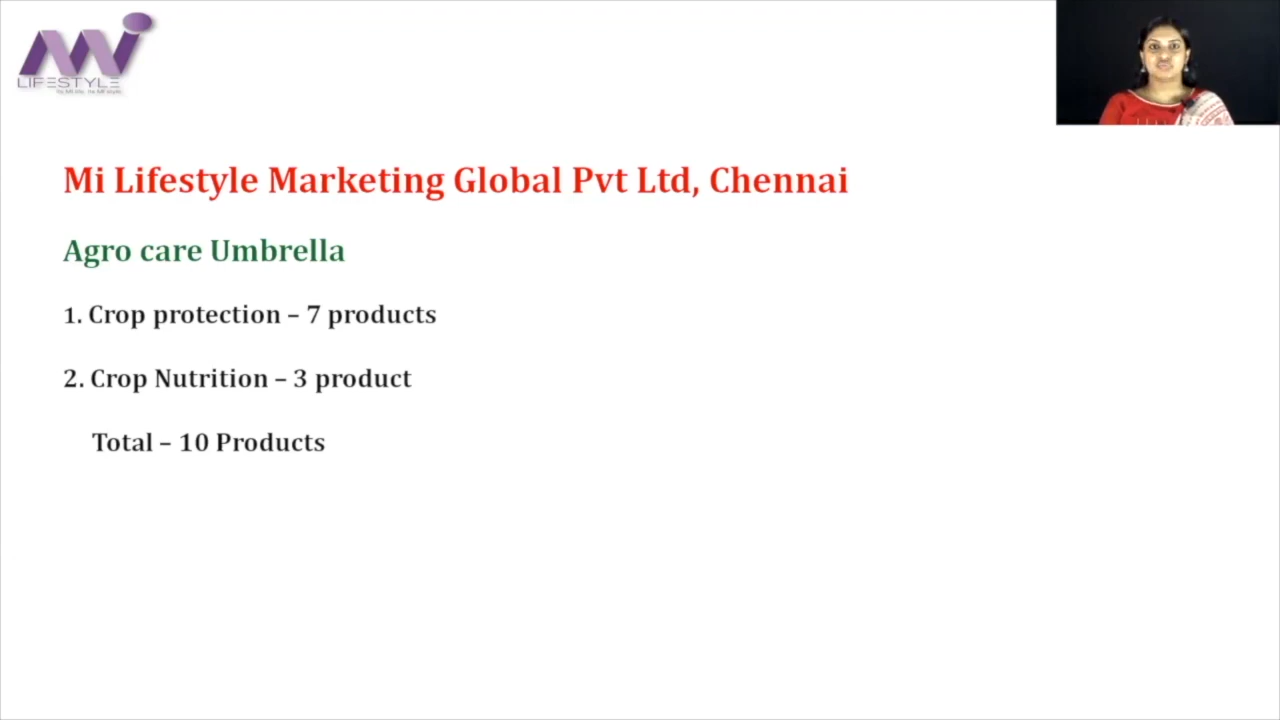 Mi
LIFESTYLE
Mi Lifestyle Marketing Global Pvt Ltd, Chennai
Agro care Umbrella
1. Crop protection – 7 products
2. Crop Nutrition – 3 product
Total – 10 Products